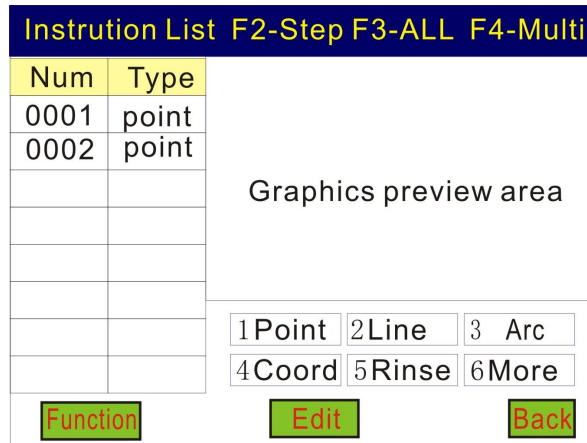 Instrution List F2-Step F3-ALL F4-Multi
Num Type
0001 point
0002 point
Graphics preview area
1Point 2Line 3 Arc
4Coord 5Rinse 6More
Function Edit Back